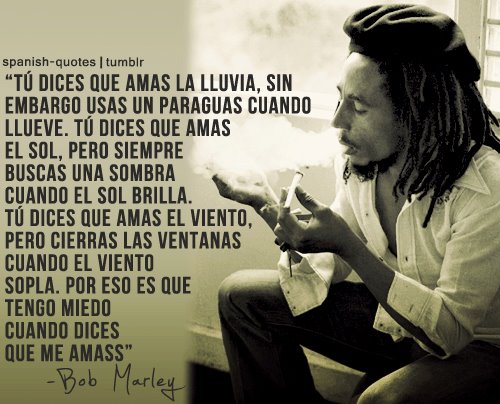 spanish-quotes | tumblr
“TÚ DICES QUE AMAS LA LLUVIA, SIN
EMBARGO USAS UN PARAGUAS CUANDO
LLUEVE. TÚ DICES QUE AMAS
EL SOL, PERO SIEMPRE
BUSCAS UNA SOMBRA
CUANDO EL SOL BRILLA.
TÚ DICES QUE AMAS EL VIENTO,
PERO CIERRAS LAS VENTANAS
CUANDO EL VIENTO
SOPLA. POR ESO ES QUE
TENGO MIEDO
CUANDO DICES
QUE ME AMASS”
-Bob Marley